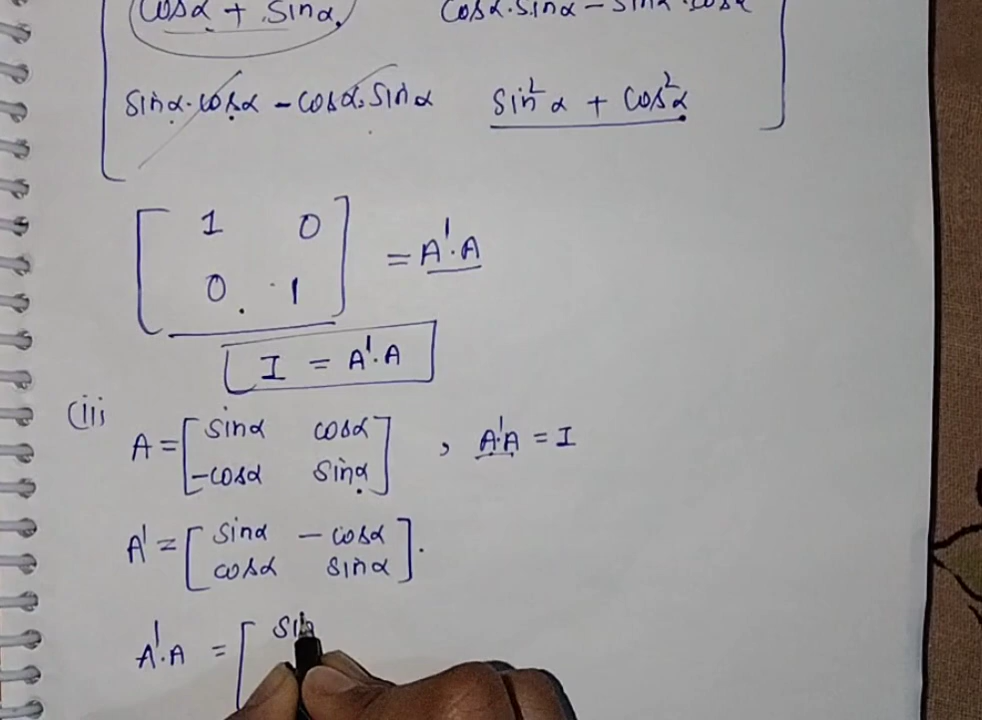 cosα + sinα, cosα.sinα - sinα.cosα
sinα.cosα - cosα.sinα sin²α + cos²α
1 0
0 1
= A'.A
I = A'.A
(ii)
A = [ sinα cosα
-cosα sinα ] , A'A = I
A' = [ sinα - cosα
cosα sinα ].
A'.A = [ sin